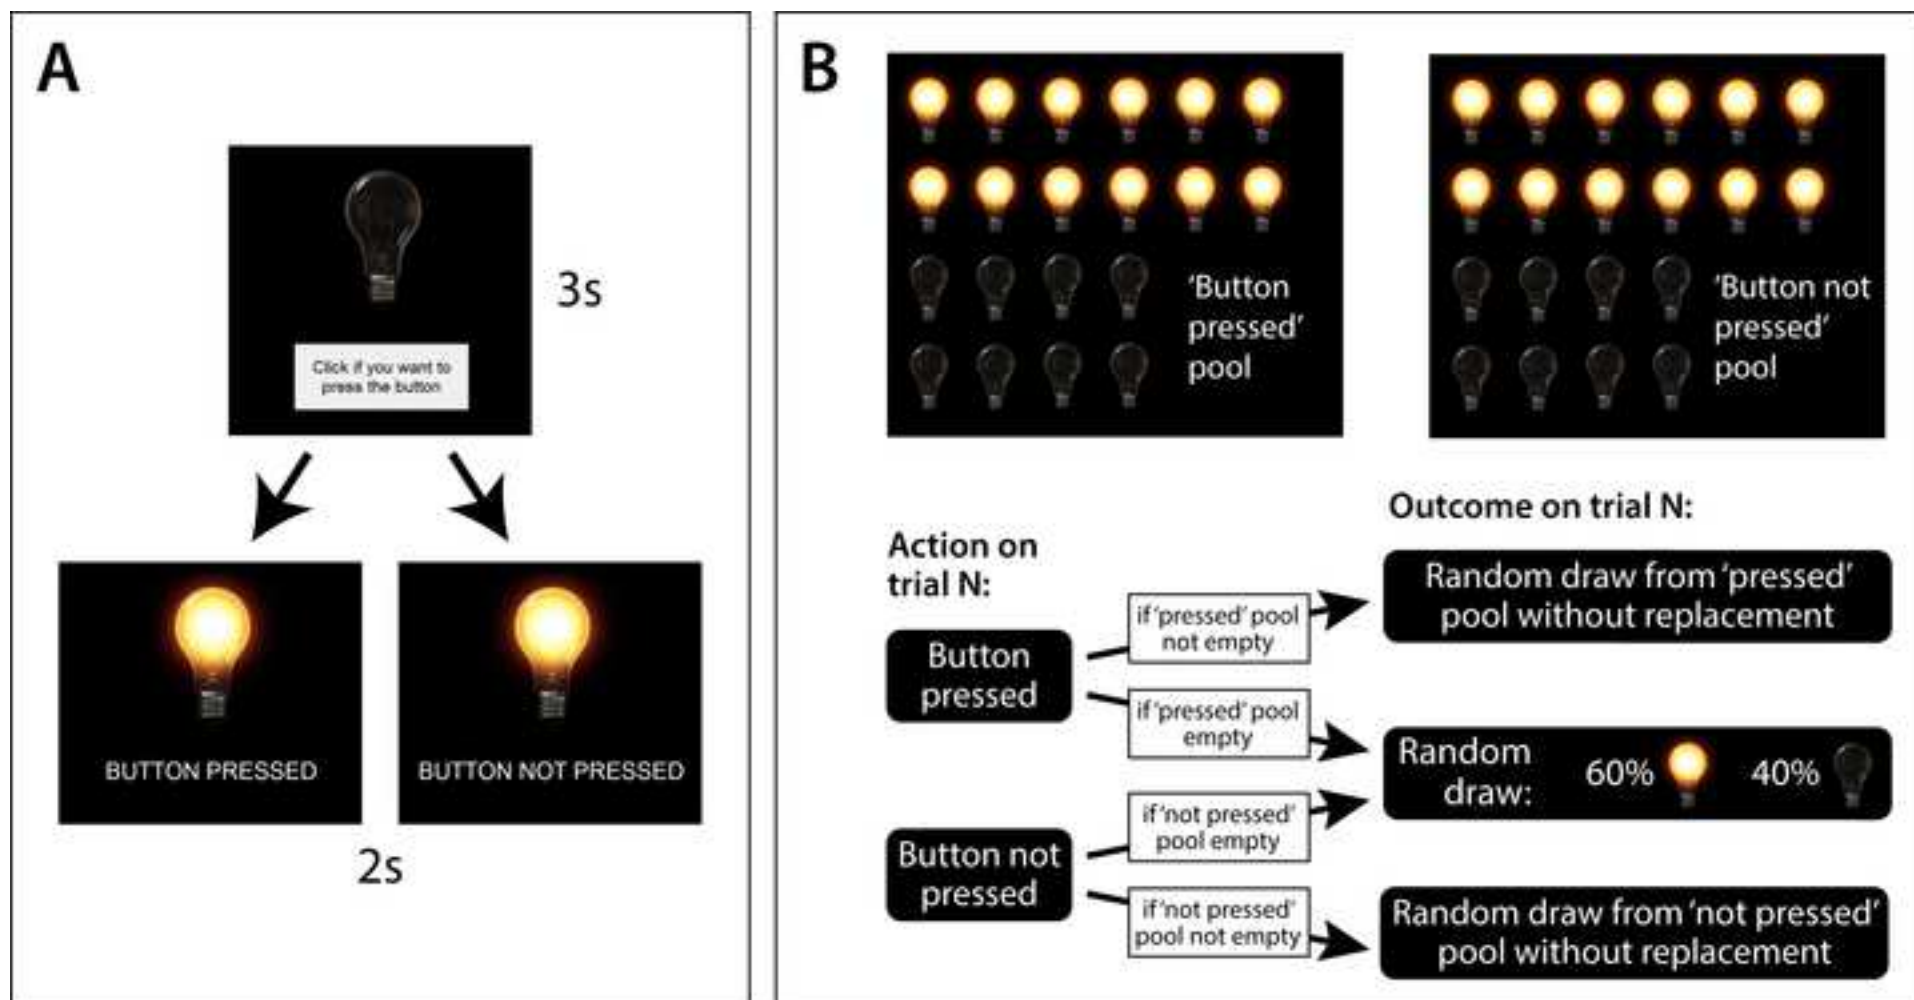 A
3s
Click if you want to
press the button
BUTTON PRESSED
BUTTON NOT PRESSED
2s
B
‘Button
pressed’
pool
‘Button not
pressed’
pool
Action on
trial N:
Outcome on trial N:
Button
pressed
if ‘pressed’ pool
not empty
Random draw from ‘pressed’
pool without replacement
if ‘pressed’ pool
empty
Random
draw:
60%
40%
Button not
pressed
if ‘not pressed’
pool empty
if ‘not pressed’
pool not empty
Random draw from ‘not pressed’
pool without replacement